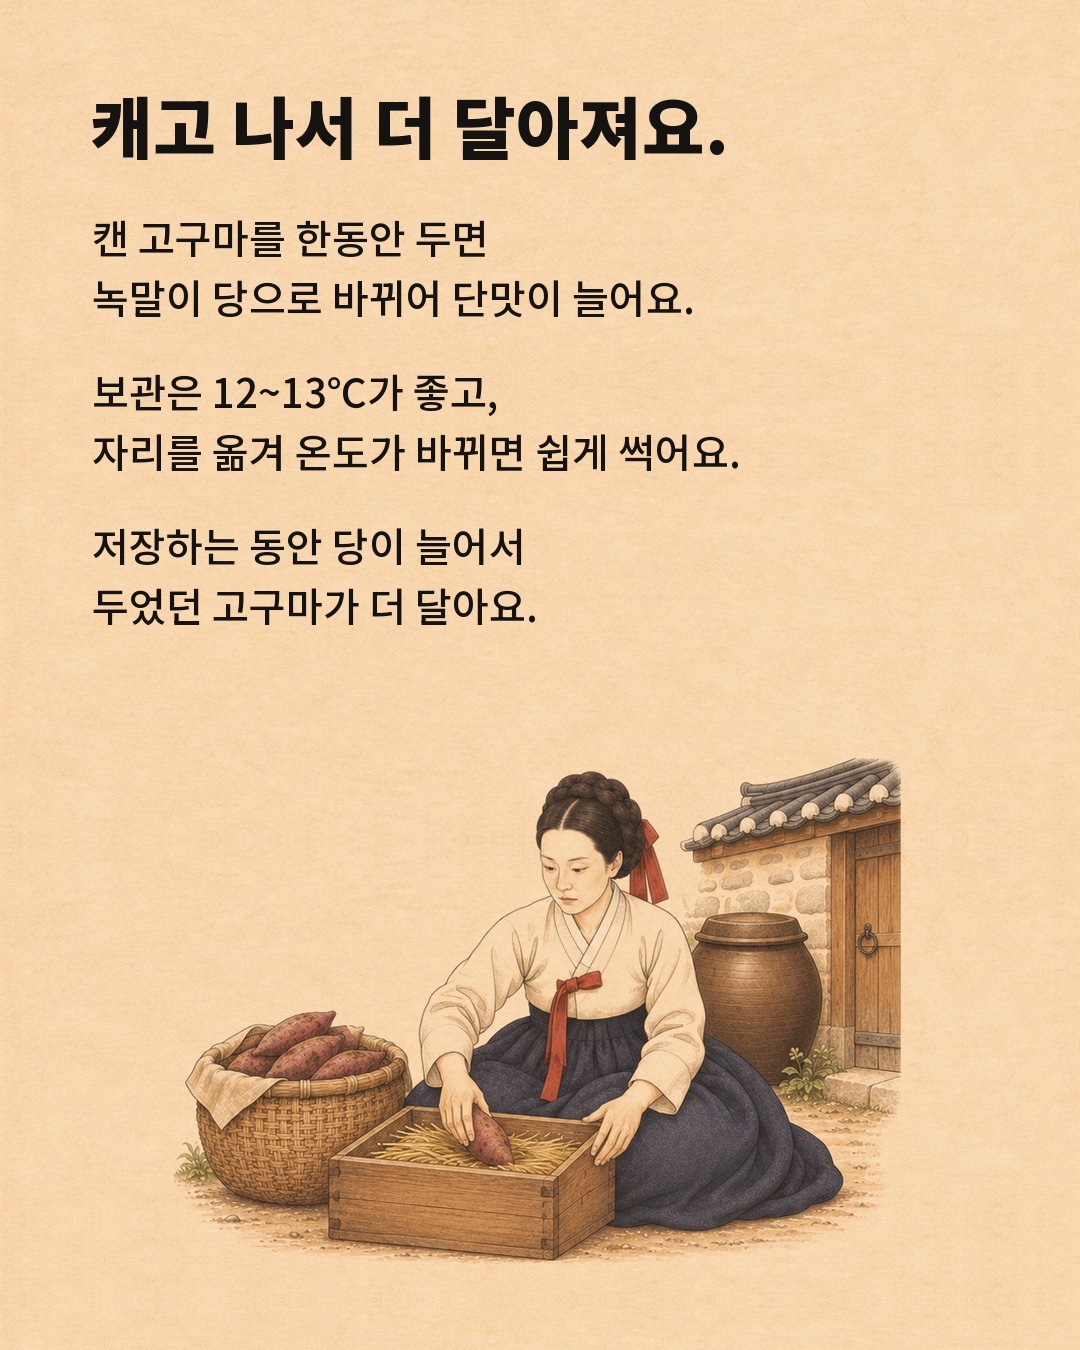 캐고 나서 더 달아져요.
캔 고구마를 한동안 두면
녹말이 당으로 바뀌어 단맛이 늘어요.
보관은 12~13℃가 좋고,
자리를 옮겨 온도가 바뀌면 쉽게 썩어요.
저장하는 동안 당이 늘어서
두었던 고구마가 더 달아요.